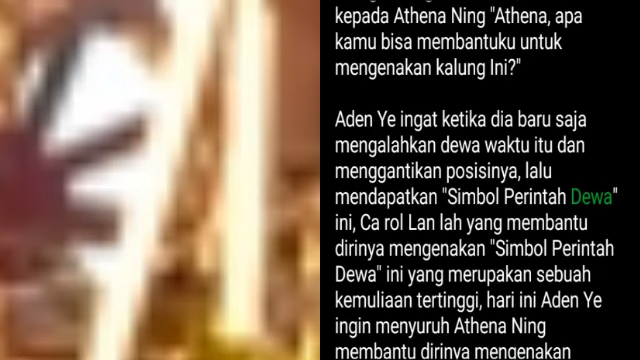 kepada Athena Ning "Athena, apa
kamu bisa membantuku untuk
mengenakan kalung Ini?"
Aden Ye ingat ketika dia baru saja
mengalahkan dewa waktu itu dan
menggantikan posisinya, lalu
mendapatkan "Simbol Perintah Dewa"
ini, Ca rol Lan lah yang membantu
dirinya mengenakan "Simbol Perintah
Dewa" ini yang merupakan sebuah
kemuliaan tertinggi, hari ini Aden Ye
ingin menyuruh Athena Ning
membantu dirinya mengenakan